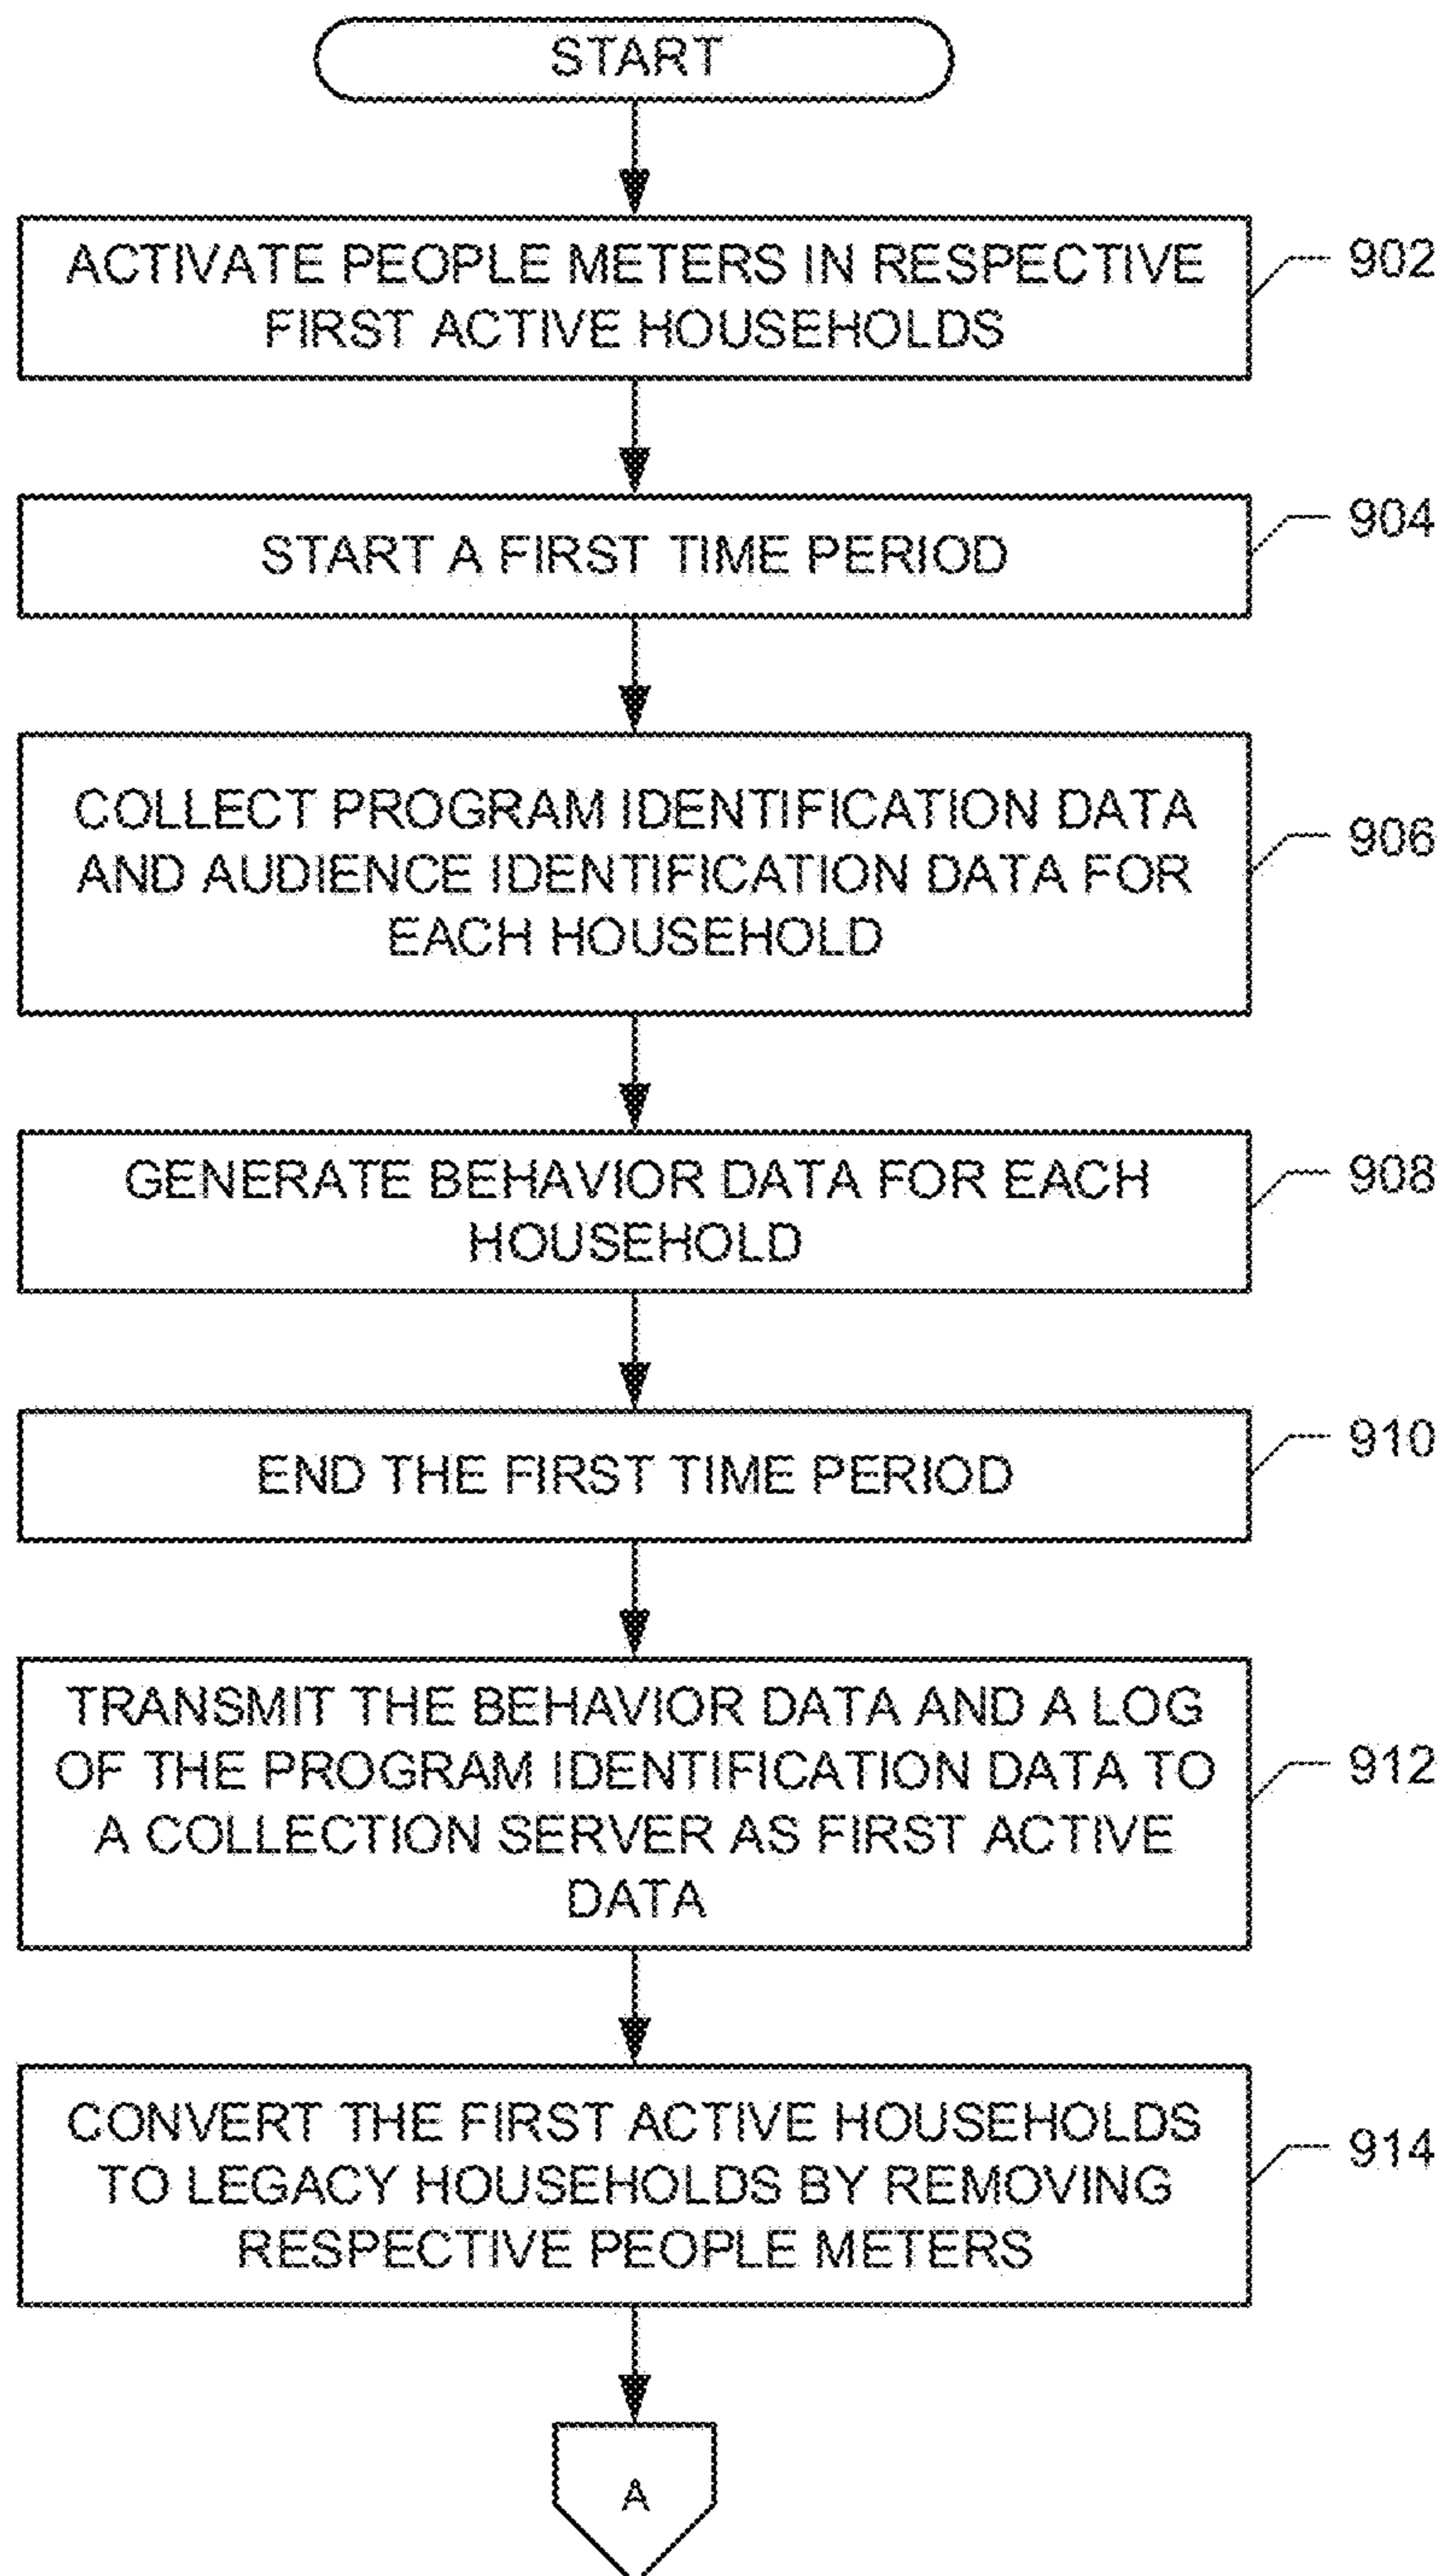 START
ACTIVATE PEOPLE METERS IN RESPECTIVE
FIRST ACTIVE HOUSEHOLDS
902
START A FIRST TIME PERIOD
904
COLLECT PROGRAM IDENTIFICATION DATA
AND AUDIENCE IDENTIFICATION DATA FOR
EACH HOUSEHOLD
906
GENERATE BEHAVIOR DATA FOR EACH
HOUSEHOLD
908
END THE FIRST TIME PERIOD
910
TRANSMIT THE BEHAVIOR DATA AND A LOG
OF THE PROGRAM IDENTIFICATION DATA TO
A COLLECTION SERVER AS FIRST ACTIVE
DATA
912
CONVERT THE FIRST ACTIVE HOUSEHOLDS
TO LEGACY HOUSEHOLDS BY REMOVING
RESPECTIVE PEOPLE METERS
914
A